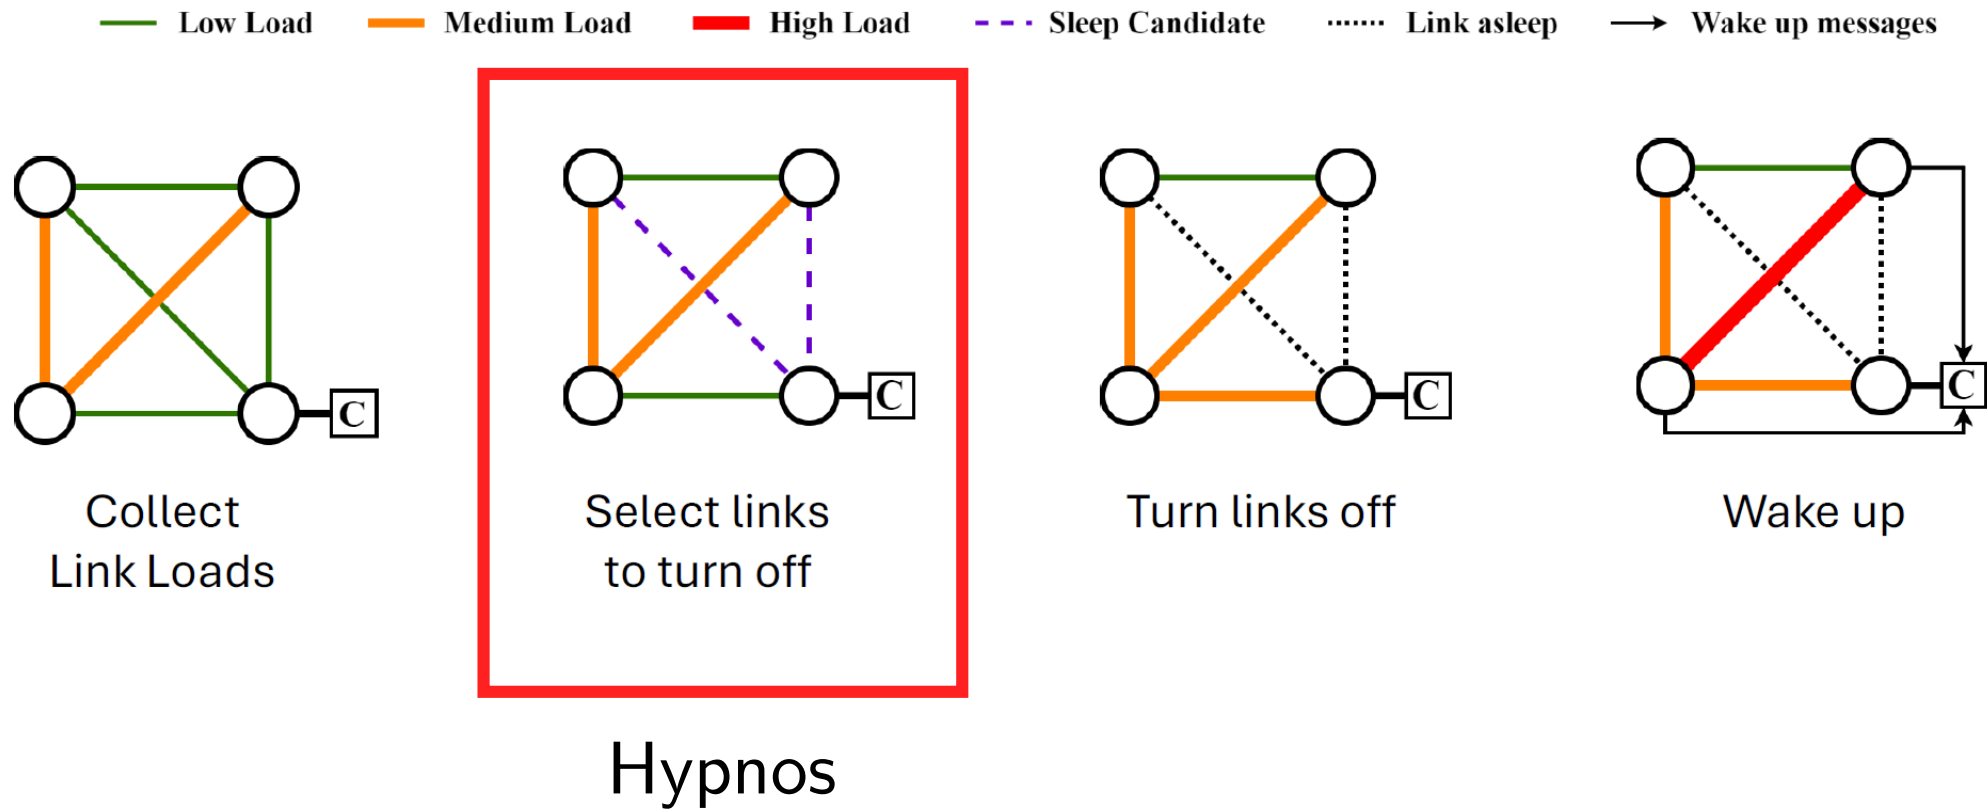 Low Load Medium Load High Load Sleep Candidate Link asleep Wake up messages
C
C
C
C
Collect
Link Loads
Select links
to turn off
Turn links off
Wake up
Hypnos